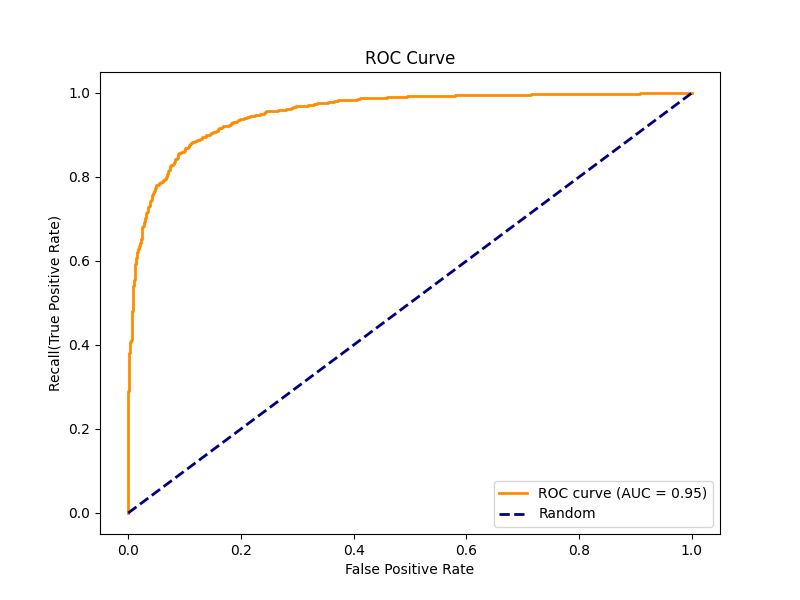 ROC Curve
1.0
0.8
0.6
0.4
0.2
0.0
Recall(True Positive Rate)
ROC curve (AUC = 0.95)
Random
0.0 0.2 0.4 0.6 0.8 1.0
False Positive Rate